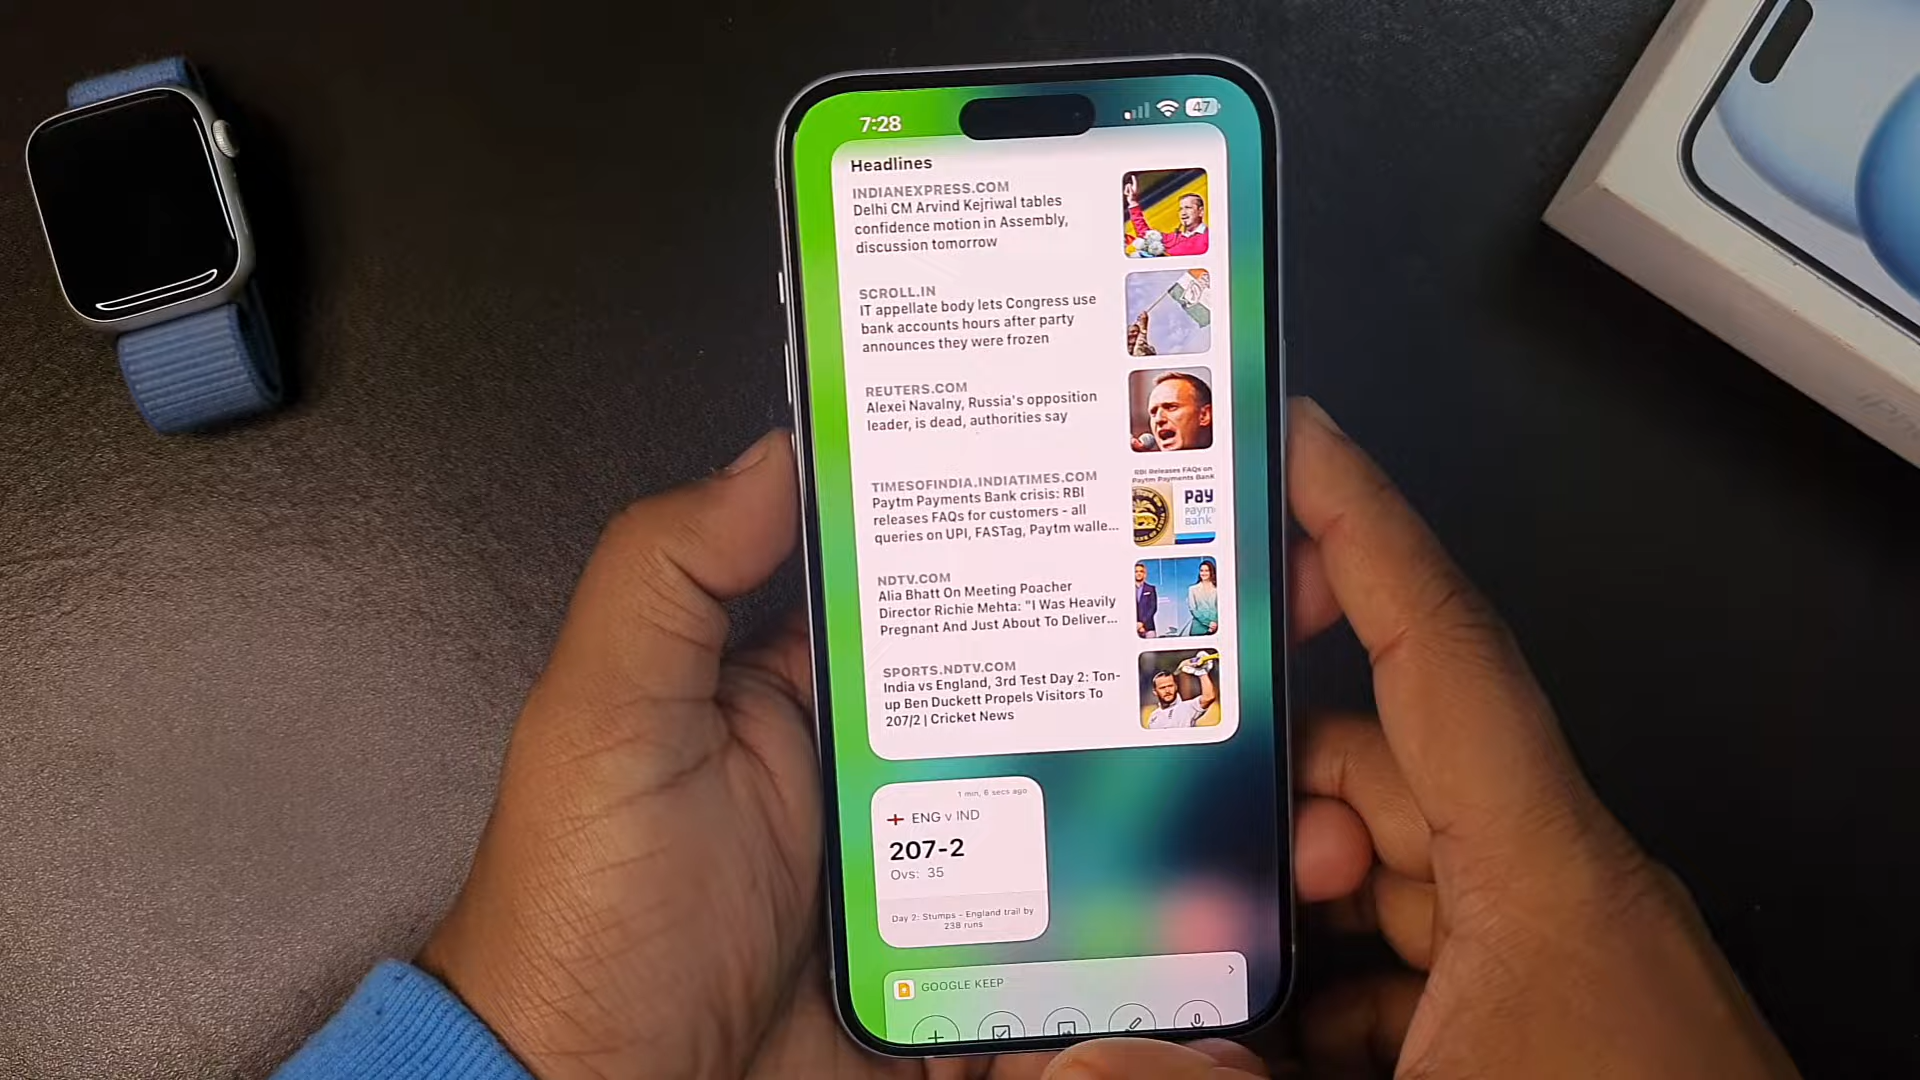 7:28
47
Headlines
INDIANEXPRESS.COM
Delhi CM Arvind Kejriwal tables
confidence motion in Assembly,
discussion tomorrow
SCROLL.IN
IT appellate body lets Congress use
bank accounts hours after party
announces they were frozen
REUTERS.COM
Alexei Navalny, Russia's opposition
leader, is dead, authorities say
TIMESOFINDIA.INDIATIMES.COM
Paytm Payments Bank crisis: RBI
releases FAQs for customers - all
queries on UPI, FASTag, Paytm walle...
RBI Releases FAQs on
Paytm Payments Bank
Pay
Paym
Bank
NDTV.COM
Alia Bhatt On Meeting Poacher
Director Richie Mehta: "I Was Heavily
Pregnant And Just About To Deliver...
SPORTS.NDTV.COM
India vs England, 3rd Test Day 2: Ton-
up Ben Duckett Propels Visitors To
207/2 | Cricket News
1 min, 6 secs ago
ENG v IND
207-2
Ovs: 35
Day 2: Stumps - England trail by
238 runs
GOOGLE KEEP